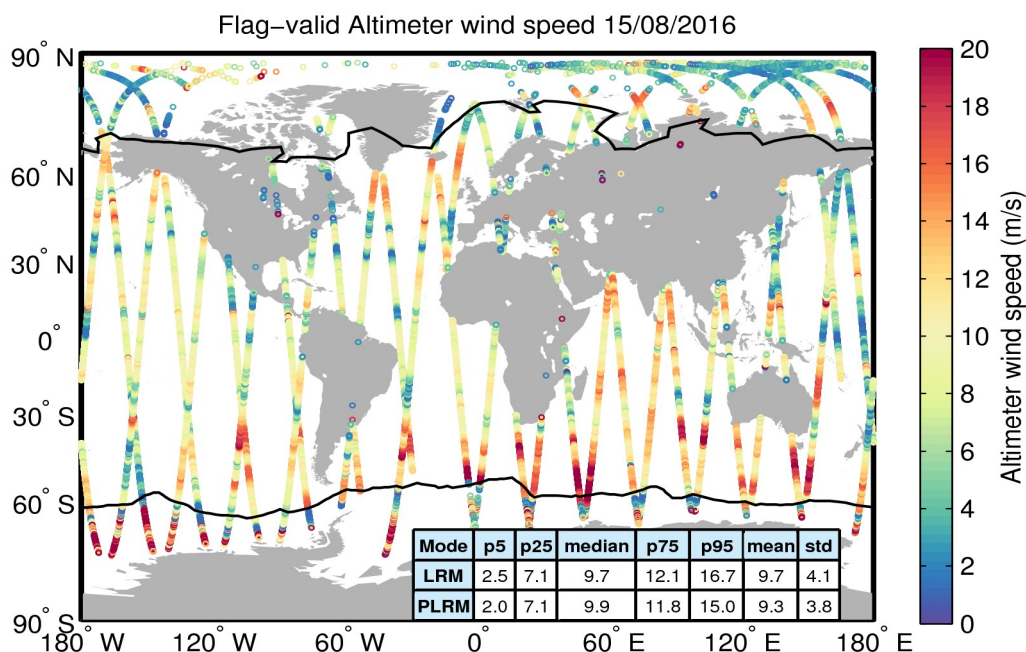 Flag−valid Altimeter wind speed 15/08/2016
90° N
60° N
30° N
0°
30° S
60° S
90° S
180° W 120° W 60° W 0° 60° E 120° E 180° E
Mode p5 p25 median p75 p95 mean std
LRM 2.5 7.1 9.7 12.1 16.7 9.7 4.1
PLRM 2.0 7.1 9.9 11.8 15.0 9.3 3.8
20
18
16
14
12
10
8
6
4
2
0
Altimeter wind speed (m/s)